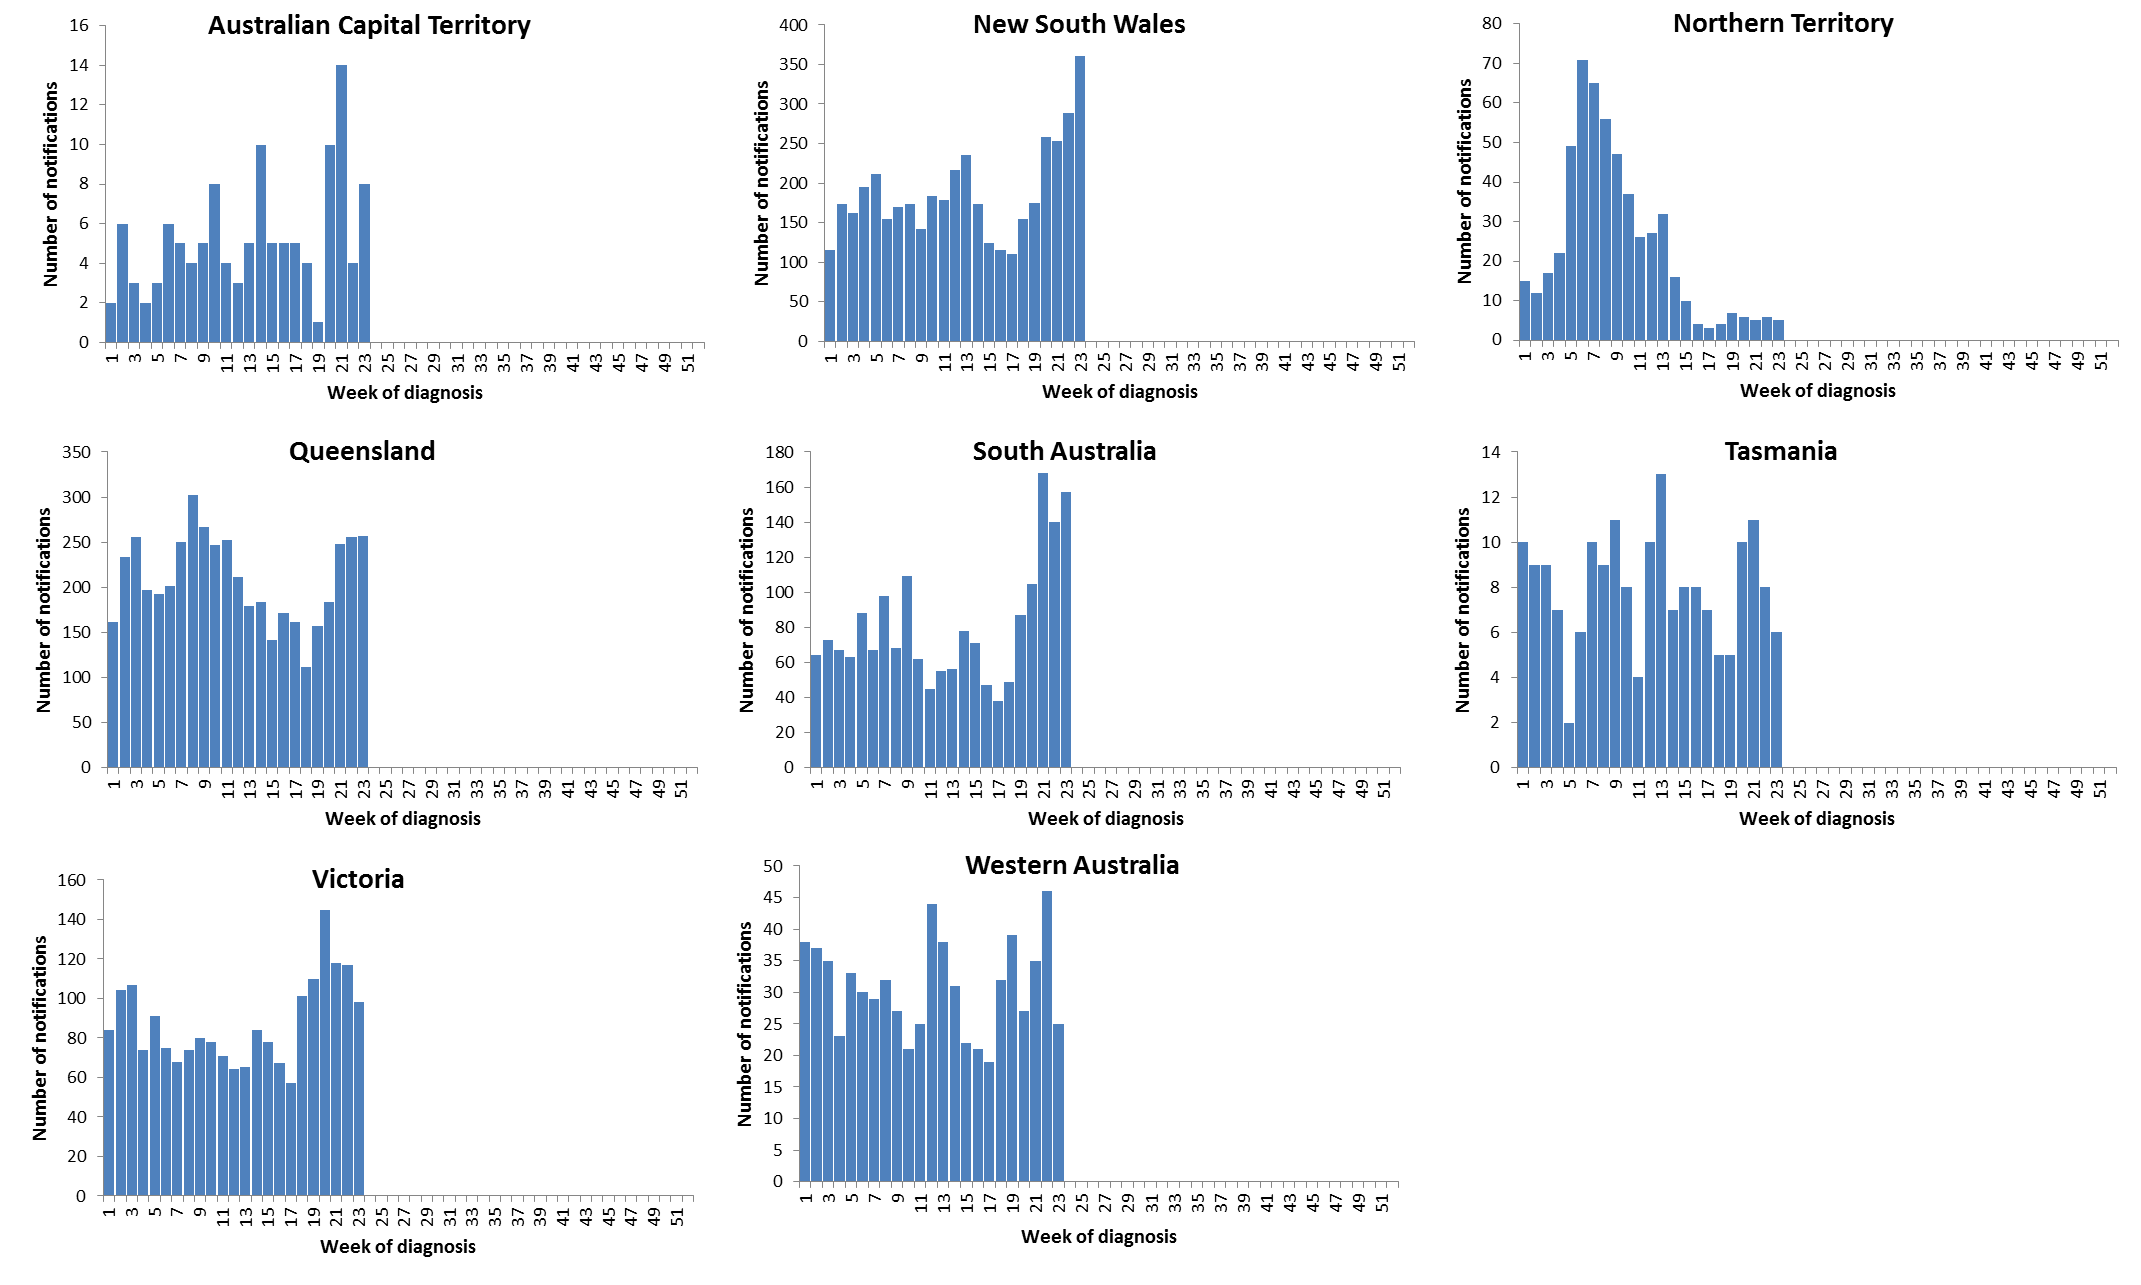 Australian Capital Territory
Number of notifications
16
14
12
10
8
6
4
2
0
1 3 5 7 9 11 13 15 17 19 21 23 25 27 29 31 33 35 37 39 41 43 45 47 49 51
Week of diagnosis
New South Wales
Number of notifications
400
350
300
250
200
150
100
50
0
1 3 5 7 9 11 13 15 17 19 21 23 25 27 29 31 33 35 37 39 41 43 45 47 49 51
Week of diagnosis
Northern Territory
Number of notifications
80
70
60
50
40
30
20
10
0
1 3 5 7 9 11 13 15 17 19 21 23 25 27 29 31 33 35 37 39 41 43 45 47 49 51
Week of diagnosis
Queensland
Number of notifications
350
300
250
200
150
100
50
0
1 3 5 7 9 11 13 15 17 19 21 23 25 27 29 31 33 35 37 39 41 43 45 47 49 51
Week of diagnosis
South Australia
Number of notifications
180
160
140
120
100
80
60
40
20
0
1 3 5 7 9 11 13 15 17 19 21 23 25 27 29 31 33 35 37 39 41 43 45 47 49 51
Week of diagnosis
Tasmania
Number of notifications
14
12
10
8
6
4
2
0
1 3 5 7 9 11 13 15 17 19 21 23 25 27 29 31 33 35 37 39 41 43 45 47 49 51
Week of diagnosis
Victoria
Number of notifications
160
140
120
100
80
60
40
20
0
1 3 5 7 9 11 13 15 17 19 21 23 25 27 29 31 33 35 37 39 41 43 45 47 49 51
Week of diagnosis
Western Australia
Number of notifications
50
45
40
35
30
25
20
15
10
5
0
1 3 5 7 9 11 13 15 17 19 21 23 25 27 29 31 33 35 37 39 41 43 45 47 49 51
Week of diagnosis